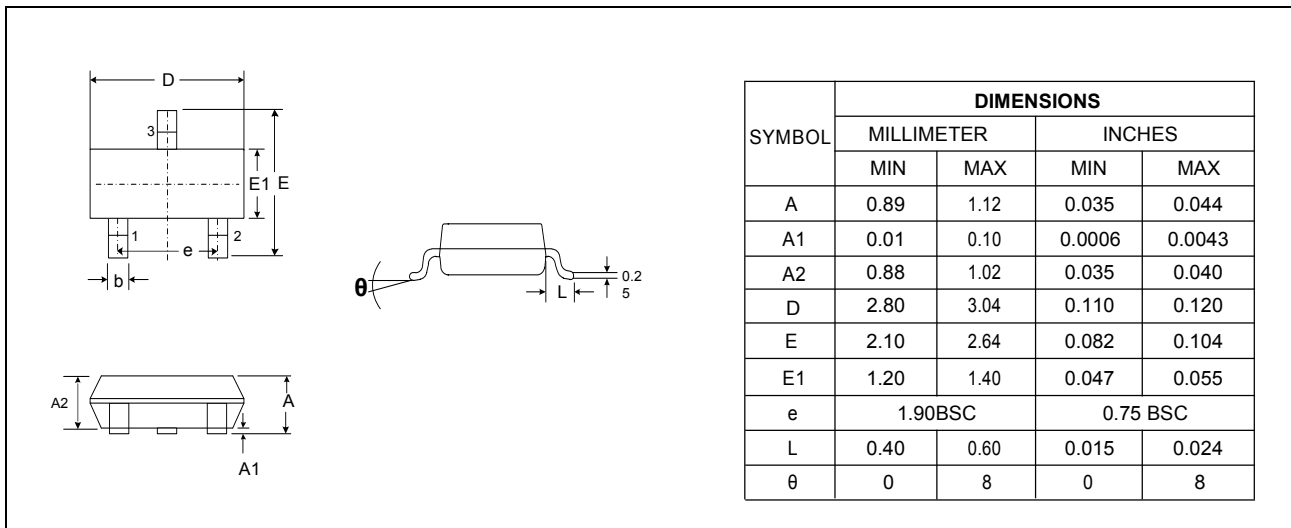 D
3
E1
E
1
e
2
b
θ
L
0.2
5
A2
A
A1
SYMBOL DIMENSIONS
MILLIMETER INCHES
MIN MAX MIN MAX
A 0.89 1.12 0.035 0.044
A1 0.01 0.10 0.0006 0.0043
A2 0.88 1.02 0.035 0.040
D 2.80 3.04 0.110 0.120
E 2.10 2.64 0.082 0.104
E1 1.20 1.40 0.047 0.055
e 1.90BSC 0.75 BSC
L 0.40 0.60 0.015 0.024
θ 0 8 0 8